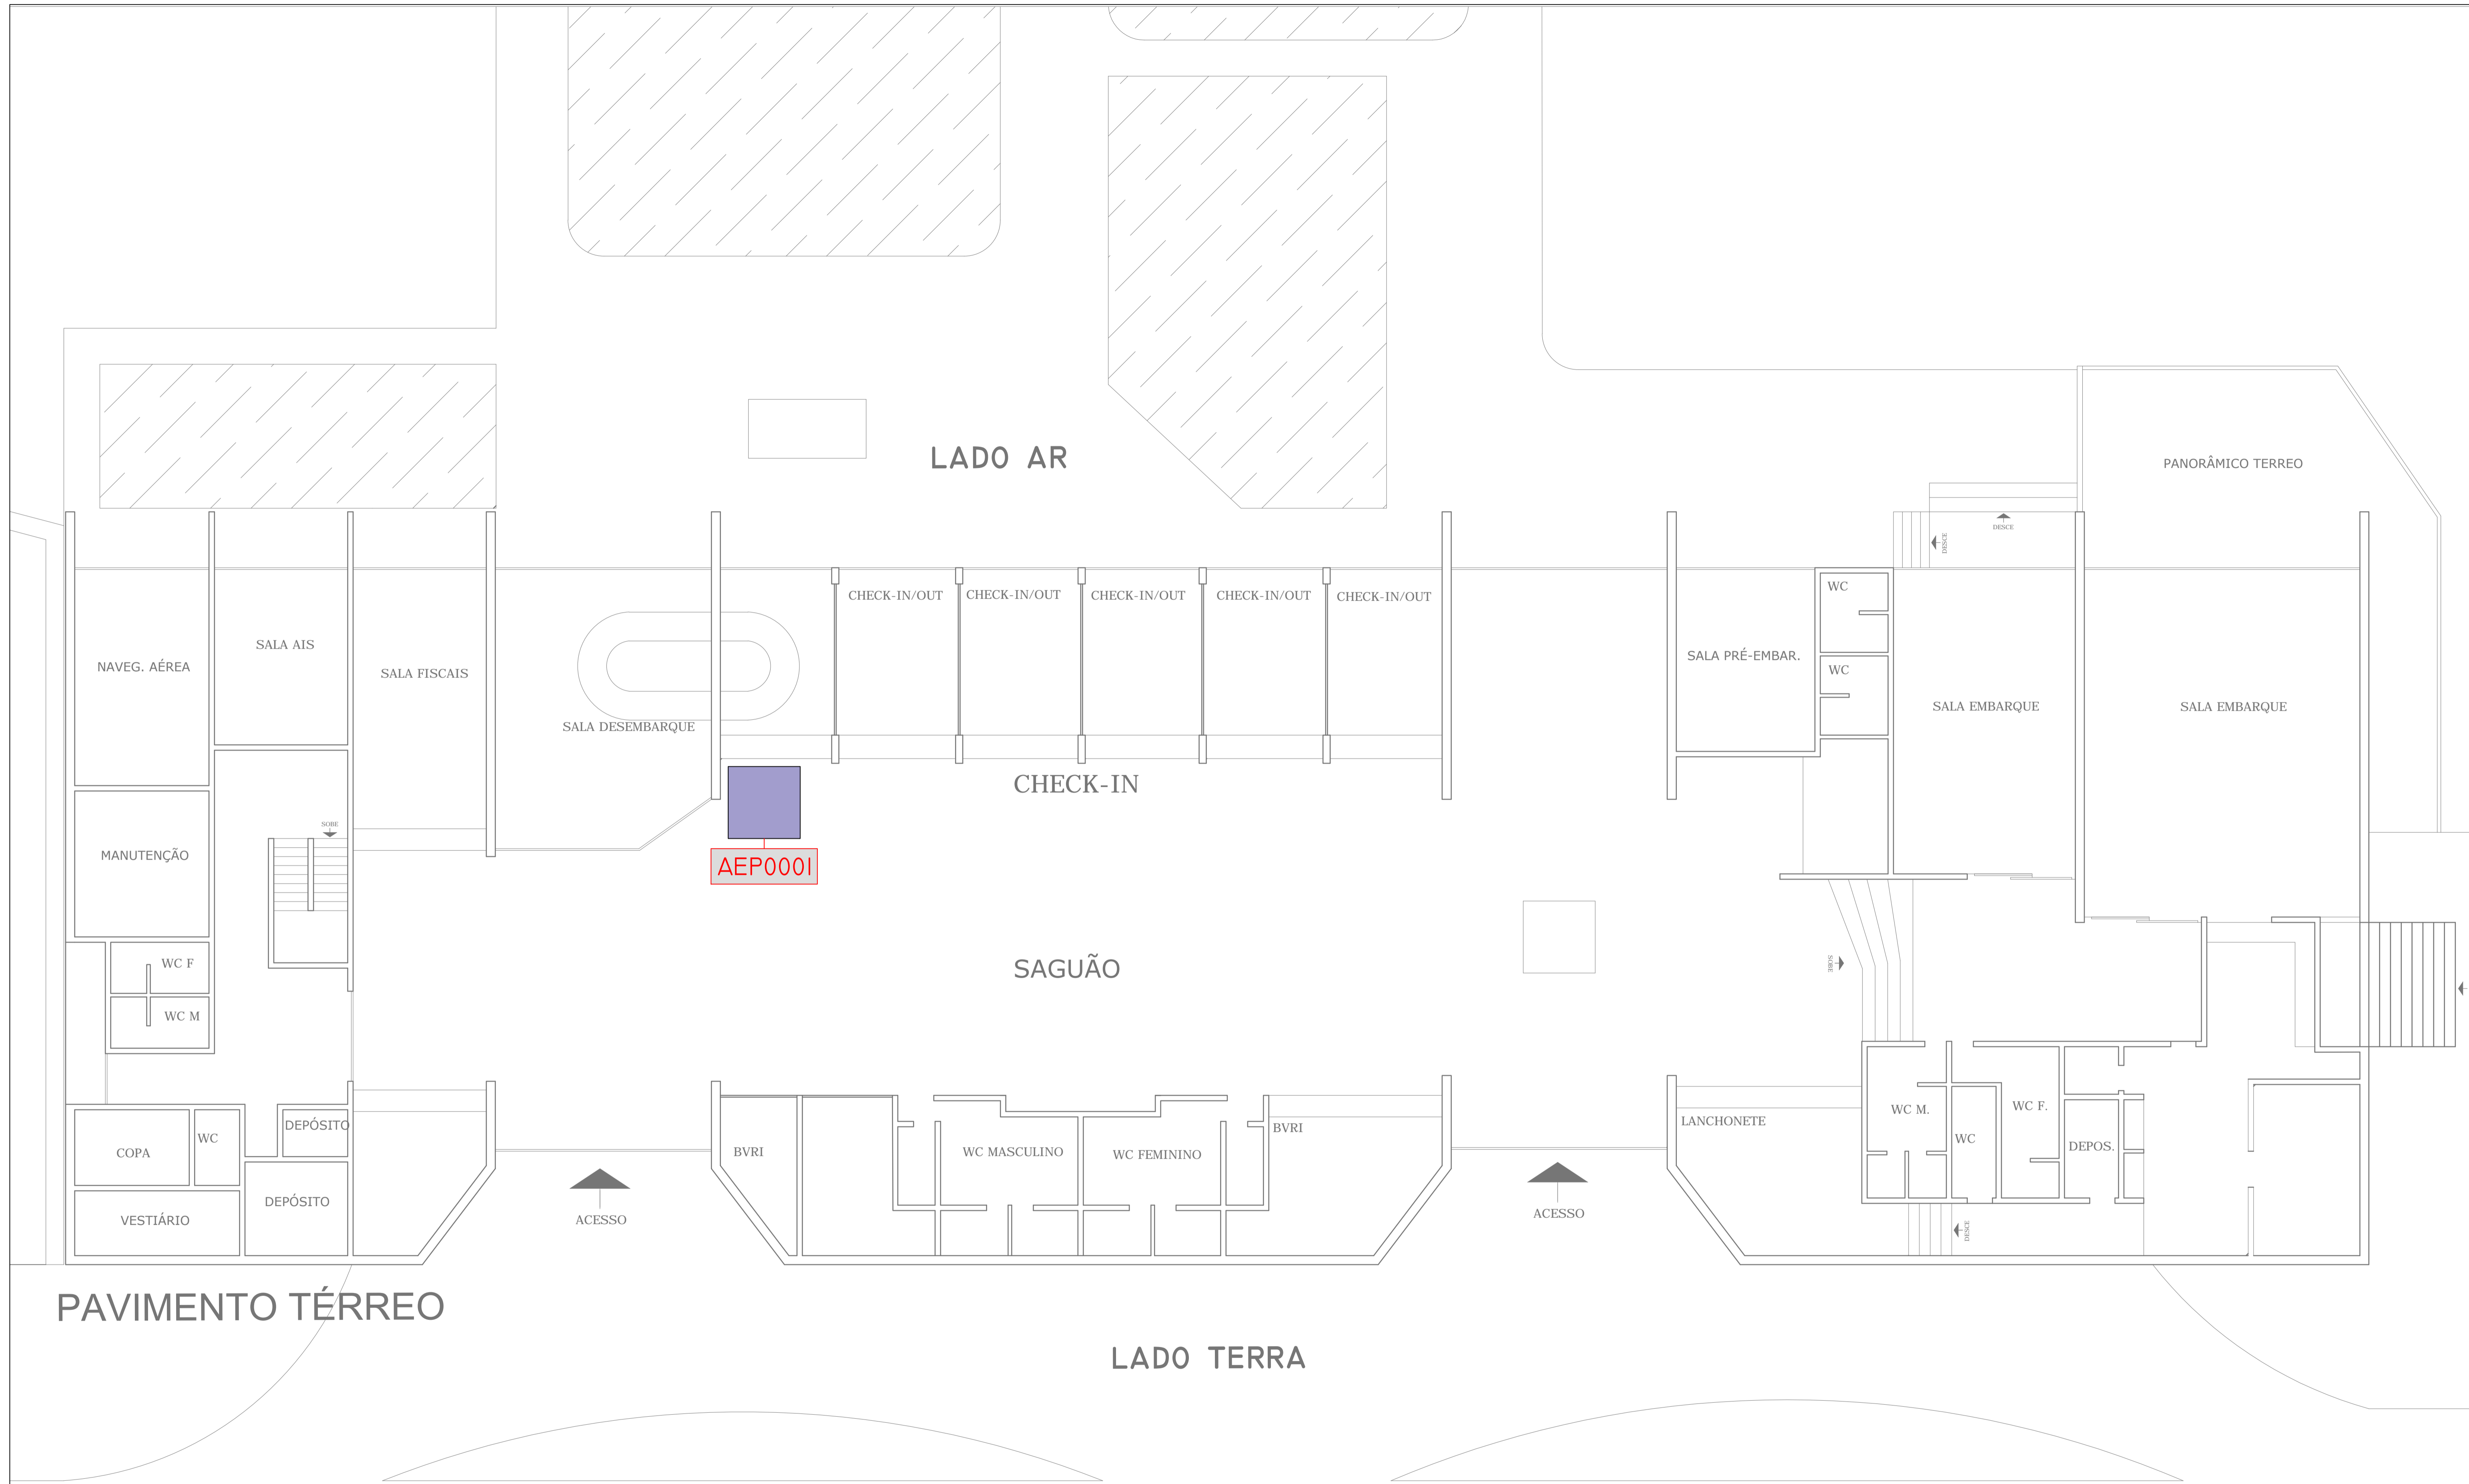 LADO AR
PANORÂMICO TERREO
DESCE
DESCE
CHECK-IN/OUT
CHECK-IN/OUT
CHECK-IN/OUT
CHECK-IN/OUT
CHECK-IN/OUT
WC
SALA AIS
NAVEG. AÉREA
SALA FISCAIS
SALA DESEMBARQUE
SALA PRÉ-EMBAR.
WC
SALA EMBARQUE
SALA EMBARQUE
CHECK-IN
SOBE
MANUTENÇÃO
AEP0001
WC F
SAGUÃO
SOBE
WC M
COPA
WC
DEPÓSITO
BVRI
WC MASCULINO
WC FEMININO
BVRI
LANCHONETE
WC M.
WC
WC F.
DEPOS.
VESTIÁRIO
DEPÓSITO
ACESSO
ACESSO
DESCE
PAVIMENTO TÉRREO
LADO TERRA